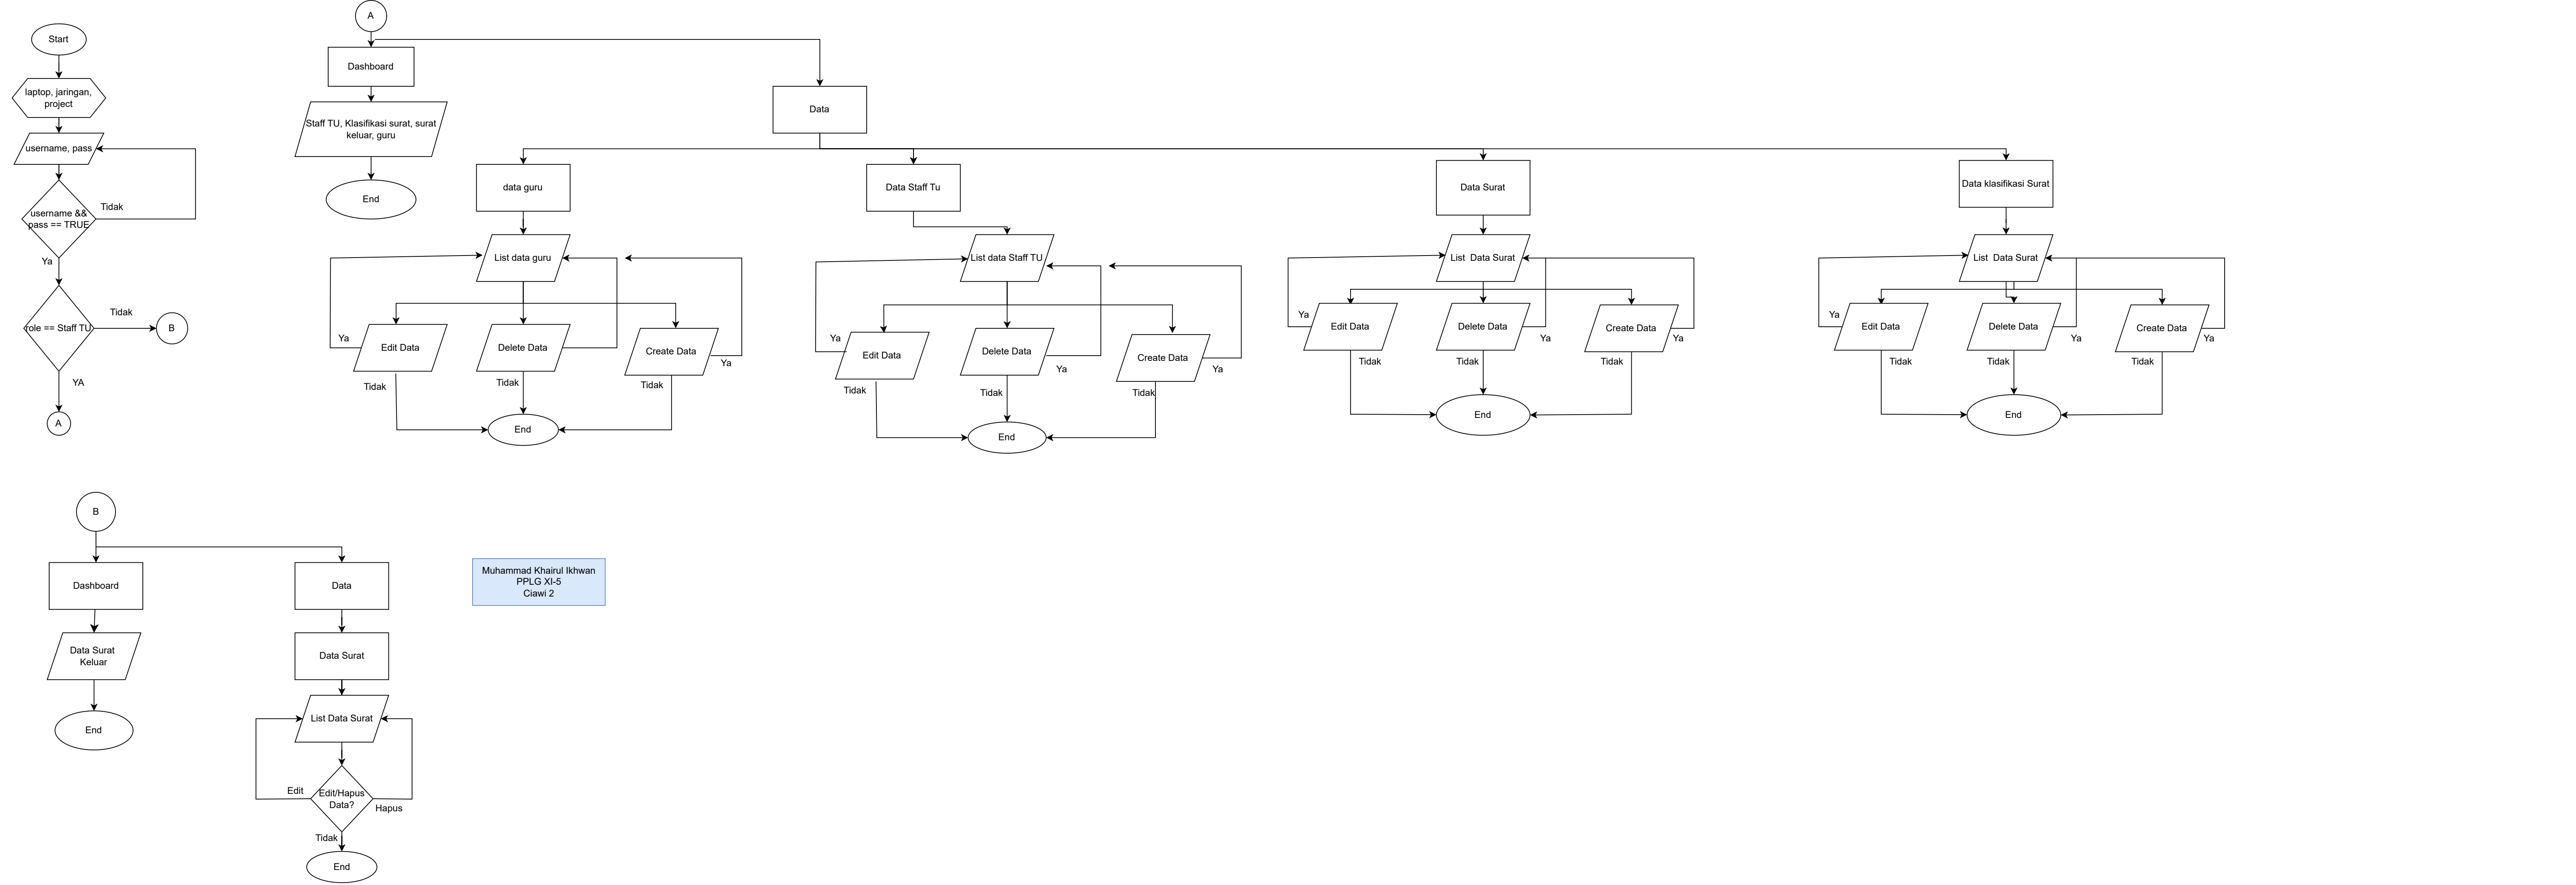 Start
laptop, jaringan,
project
username, pass
username &&
pass == TRUE
Tidak
Ya
role == Staff TU
Tidak
B
YA
A
A
Dashboard
Staff TU, Klasifikasi surat, surat
keluar, guru
End
Data
data guru
List data guru
Ya
Edit Data
Delete Data
Create Data
Ya
Tidak
Tidak
Tidak
End
Data Staff Tu
List data Staff TU
Ya
Edit Data
Delete Data
Create Data
Ya
Ya
Tidak
Tidak
Tidak
End
Data Surat
List  Data Surat
Ya
Edit Data
Delete Data
Ya
Create Data
Ya
Tidak
Tidak
Tidak
End
Data klasifikasi Surat
List  Data Surat
Ya
Edit Data
Delete Data
Ya
Create Data
Ya
Tidak
Tidak
Tidak
End
B
Dashboard
Data Surat
Keluar
End
Data
Data Surat
List Data Surat
Edit
Edit/Hapus
Data?
Hapus
Tidak
End
Muhammad Khairul Ikhwan
PPLG XI-5
Ciawi 2